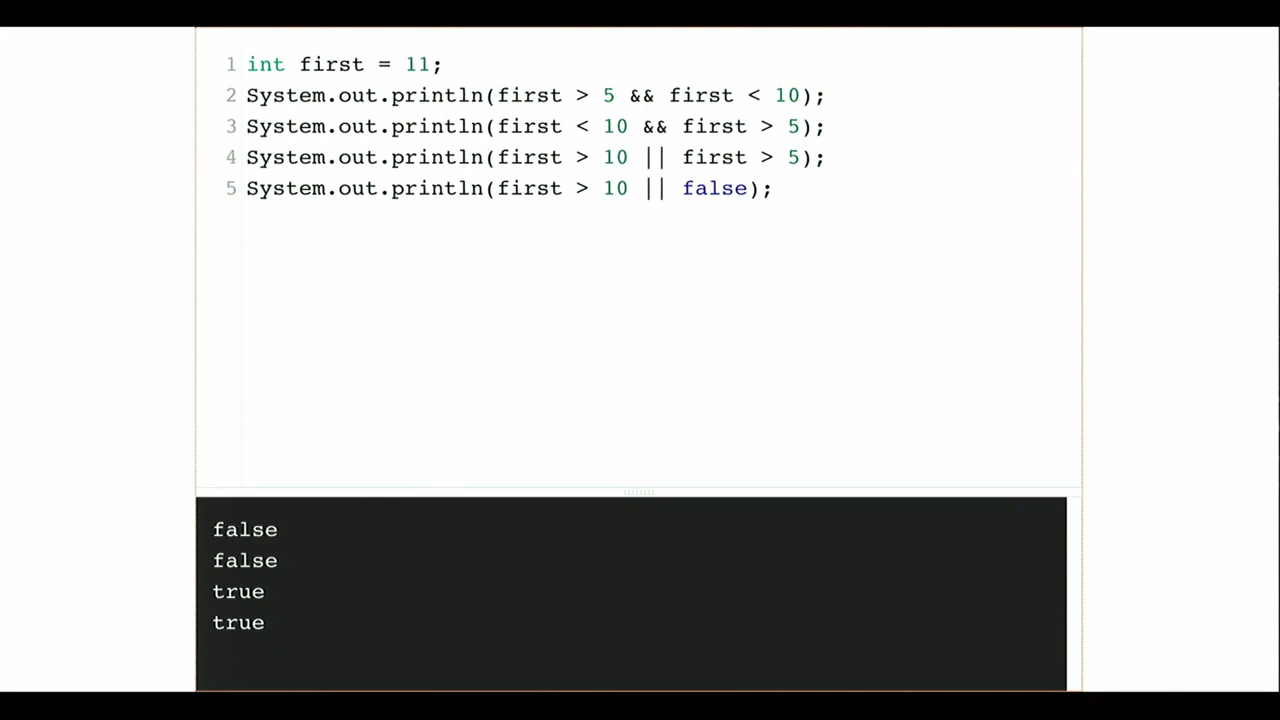 1 int first = 11;
2 System.out.println(first > 5 && first < 10);
3 System.out.println(first < 10 && first > 5);
4 System.out.println(first > 10 || first > 5);
5 System.out.println(first > 10 || false);
false
false
true
true